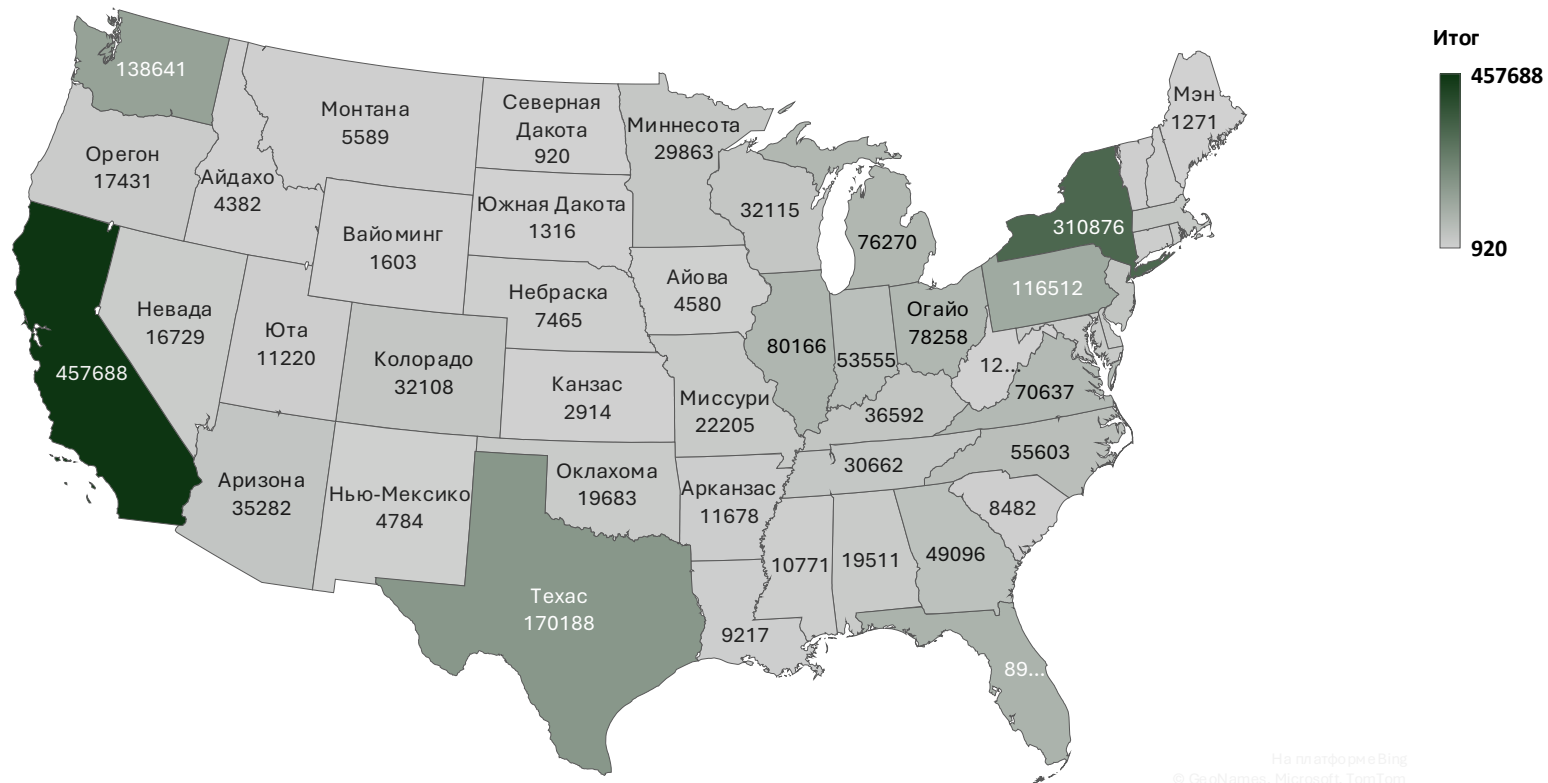 Итог
457688
920
138641
Монтана
5589
Северная
Дакота
920
Миннесота
29863
Мэн
1271
Орегон
17431
Айдахо
4382
Южная Дакота
1316
32115
76270
310876
Вайоминг
1603
Невада
16729
Юта
11220
Небраска
7465
Айова
4580
116512
Огайо
78258
80166
53555
457688
Колорадо
32108
Канзас
2914
Миссури
22205
12...
70637
36592
55603
30662
Аризона
35282
Нью-Мексико
4784
Оклахома
19683
Арканзас
11678
8482
10771
19511
49096
Техас
170188
9217
89...
На платформе Bing
© GeoNames, Microsoft, TomTom